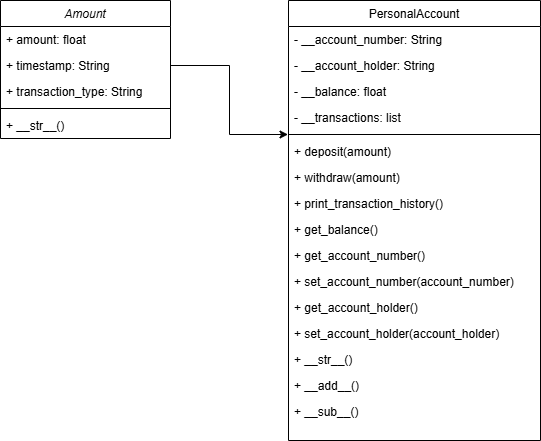 Amount
+ amount: float
+ timestamp: String
+ transaction_type: String
+ __str__()
PersonalAccount
- __account_number: String
- __account_holder: String
- __balance: float
- __transactions: list
+ deposit(amount)
+ withdraw(amount)
+ print_transaction_history()
+ get_balance()
+ get_account_number()
+ set_account_number(account_number)
+ get_account_holder()
+ set_account_holder(account_holder)
+ __str__()
+ __add__()
+ __sub__()